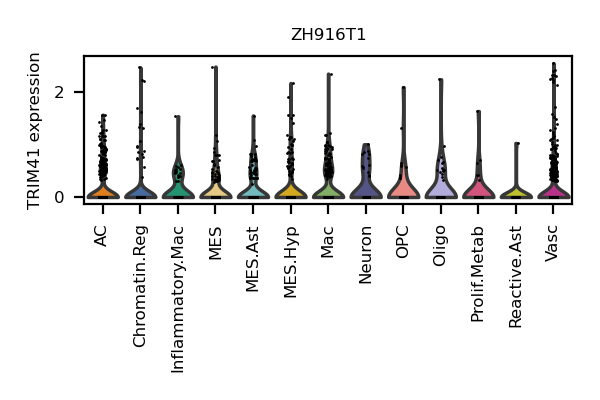 ZH916T1
TRIM41 expression
2
0
AC
Chromatin.Reg
Inflammatory.Mac
MES
MES.Ast
MES.Hyp
Mac
Neuron
OPC
Oligo
Prolif.Metab
Reactive.Ast
Vasc